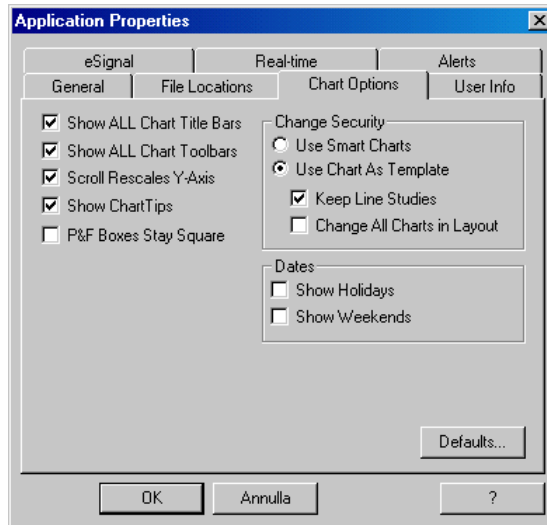 Application Properties
eSignal Real-time Alerts
General File Locations Chart Options User Info
Show ALL Chart Title Bars
Show ALL Chart Toolbars
Scroll Rescales Y-Axis
Show ChartTips
P&F Boxes Stay Square
Change Security
Use Smart Charts
Use Chart As Template
Keep Line Studies
Change All Charts in Layout
Dates
Show Holidays
Show Weekends
Defaults...
OK Annulla ?